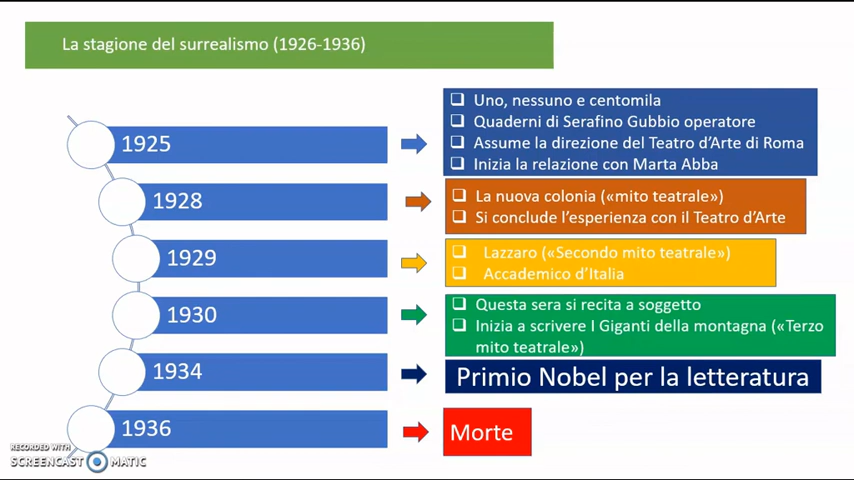 La stagione del surrealismo (1926-1936)
1925
Uno, nessuno e centomila
Quaderni di Serafino Gubbio operatore
Assume la direzione del Teatro d'Arte di Roma
Inizia la relazione con Marta Abba
1928
La nuova colonia («mito teatrale»)
Si conclude l'esperienza con il Teatro d'Arte
1929
Lazzaro («Secondo mito teatrale»)
Accademico d'Italia
1930
Questa sera si recita a soggetto
Inizia a scrivere I Giganti della montagna («Terzo
mito teatrale»)
1934
Primio Nobel per la letteratura
1936
Morte
RECORDED WITH
SCREENCAST MATIC